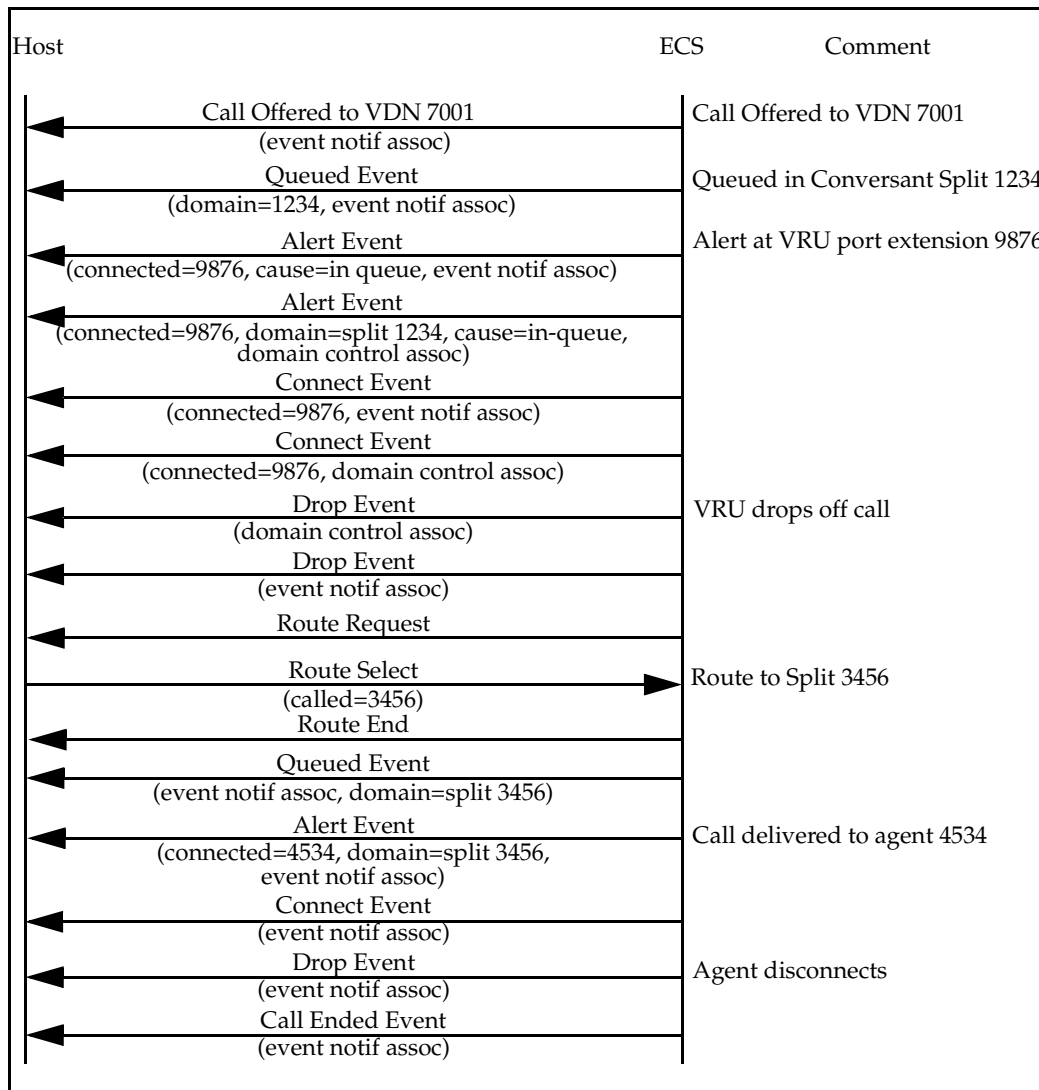 Host ECS Comment
Call Offered to VDN 7001 Call Offered to VDN 7001
(event notif assoc)
Queued Event Queued in Conversant Split 1234
(domain=1234, event notif assoc)
Alert Event Alert at VRU port extension 9876
(connected=9876, cause=in queue, event notif assoc)
Alert Event
(connected=9876, domain=split 1234, cause=in-queue,
domain control assoc)
Connect Event
(connected=9876, event notif assoc)
Connect Event
(connected=9876, domain control assoc)
Drop Event VRU drops off call
(domain control assoc)
Drop Event
(event notif assoc)
Route Request
Route Select Route to Split 3456
(called=3456)
Route End
Queued Event
(event notif assoc, domain=split 3456)
Alert Event Call delivered to agent 4534
(connected=4534, domain=split 3456,
event notif assoc)
Connect Event
(event notif assoc)
Drop Event Agent disconnects
(event notif assoc)
Call Ended Event
(event notif assoc)